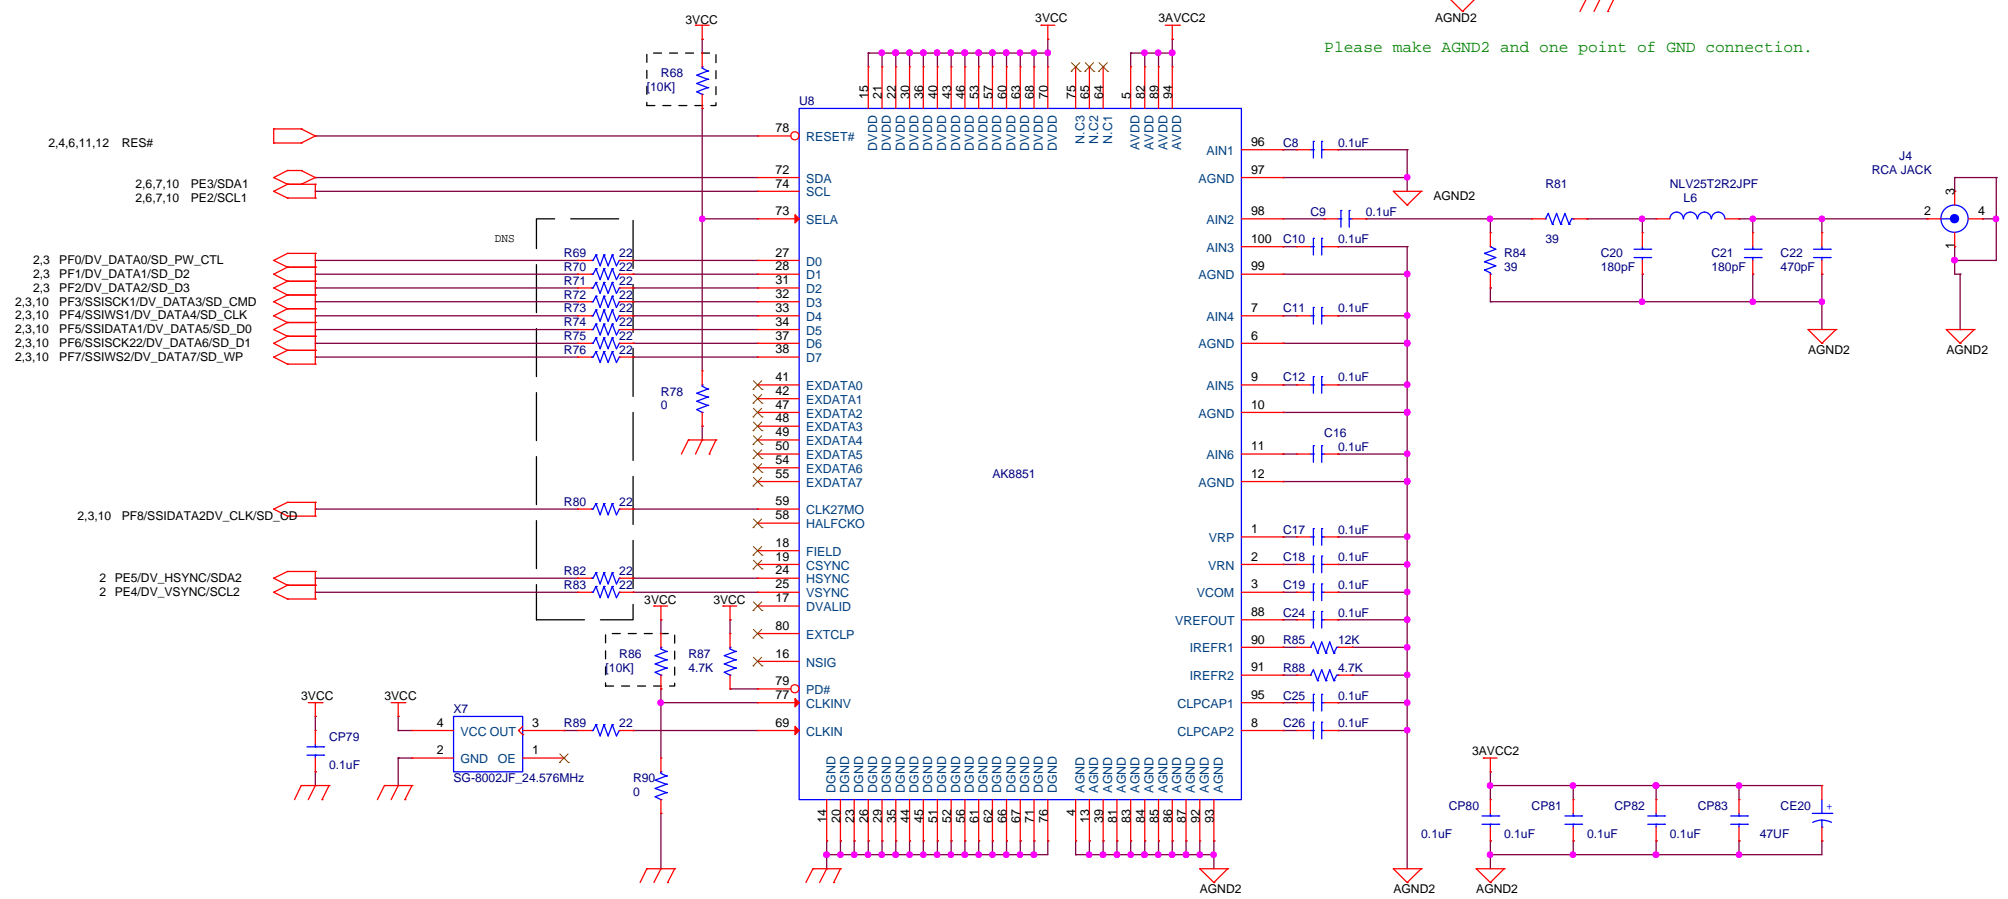 AGND2
Please make AGND2 and one point of GND connection.
3VCC
3VCC
3AVCC2
R68
[10K]
U8
15 21 22 30 36 40 43 46 53 57 60 63 68 70 75 65 64 5 82 89 94
DVDD DVDD DVDD DVDD DVDD DVDD DVDD DVDD DVDD DVDD DVDD DVDD DVDD DVDD N.C3 N.C2 N.C1 AVDD AVDD AVDD AVDD
2,4,6,11,12 RES# 78 RESET#
2,6,7,10 PE3/SDA1 72 SDA
2,6,7,10 PE2/SCL1 74 SCL
73 SELA
DNS
2,3 PF0/DV_DATA0/SD_PW_CTL R69 22 27 D0
2,3 PF1/DV_DATA1/SD_D2 R70 22 28 D1
2,3 PF2/DV_DATA2/SD_D3 R71 22 31 D2
2,3,10 PF3/SSISCK1/DV_DATA3/SD_CMD R72 22 32 D3
2,3,10 PF4/SSIWS1/DV_DATA4/SD_CLK R73 22 33 D4
2,3,10 PF5/SSIDATA1/DV_DATA5/SD_D0 R74 22 34 D5
2,3,10 PF6/SSISCK22/DV_DATA6/SD_D1 R75 22 37 D6
2,3,10 PF7/SSIWS2/DV_DATA7/SD_WP R76 22 38 D7
R78
0
41 EXDATA0
42 EXDATA1
47 EXDATA2
48 EXDATA3
49 EXDATA4
50 EXDATA5
54 EXDATA6
55 EXDATA7
AK8851
2,3,10 PF8/SSIDATA2DV_CLK/SD_CD R80 22 59 CLK27MO
58 HALFCKO
18 FIELD
19 CSYNC
2 PE5/DV_HSYNC/SDA2 R82 22 24 HSYNC
2 PE4/DV_VSYNC/SCL2 R83 22 25 VSYNC
17 DVALID
80 EXTCLP
16 NSIG
79 PD#
77 CLKINV
69 CLKIN
3VCC
3VCC
R86
[10K]
R87
4.7K
3VCC
3VCC
CP79
0.1uF
X7
4 VCC OUT 3
2 GND OE 1
SG-8002JF_24.576MHz
R89 22
R90
0
AIN1 96 C8 0.1uF
AGND 97
AGND2
AIN2 98 C9 0.1uF
AIN3 100 C10 0.1uF
AGND 99
AIN4 7 C11 0.1uF
AGND 6
AIN5 9 C12 0.1uF
AGND 10
AIN6 11 C16 0.1uF
AGND 12
VRP 1 C17 0.1uF
VRN 2 C18 0.1uF
VCOM 3 C19 0.1uF
VREFOUT 88 C24 0.1uF
IREFR1 90 R85 12K
IREFR2 91 R88 4.7K
CLPCAP1 95 C25 0.1uF
CLPCAP2 8 C26 0.1uF
R81
39
R84
39
NLV25T2R2JPF
L6
C20
180pF
C21
180pF
C22
470pF
J4
RCA JACK
2 3 4 1
AGND2
AGND2
DGND DGND DGND DGND DGND DGND DGND DGND DGND DGND DGND DGND DGND DGND DGND DGND DGND AGND AGND AGND AGND AGND AGND AGND AGND AGND AGND AGND
14 20 23 26 29 35 44 45 51 52 56 61 62 66 67 71 76 4 13 39 81 83 84 85 86 87 92 93
AGND2
AGND2
3AVCC2
CP80
0.1uF
CP81
0.1uF
CP82
0.1uF
CP83
0.1uF
CE20
+
47UF
AGND2